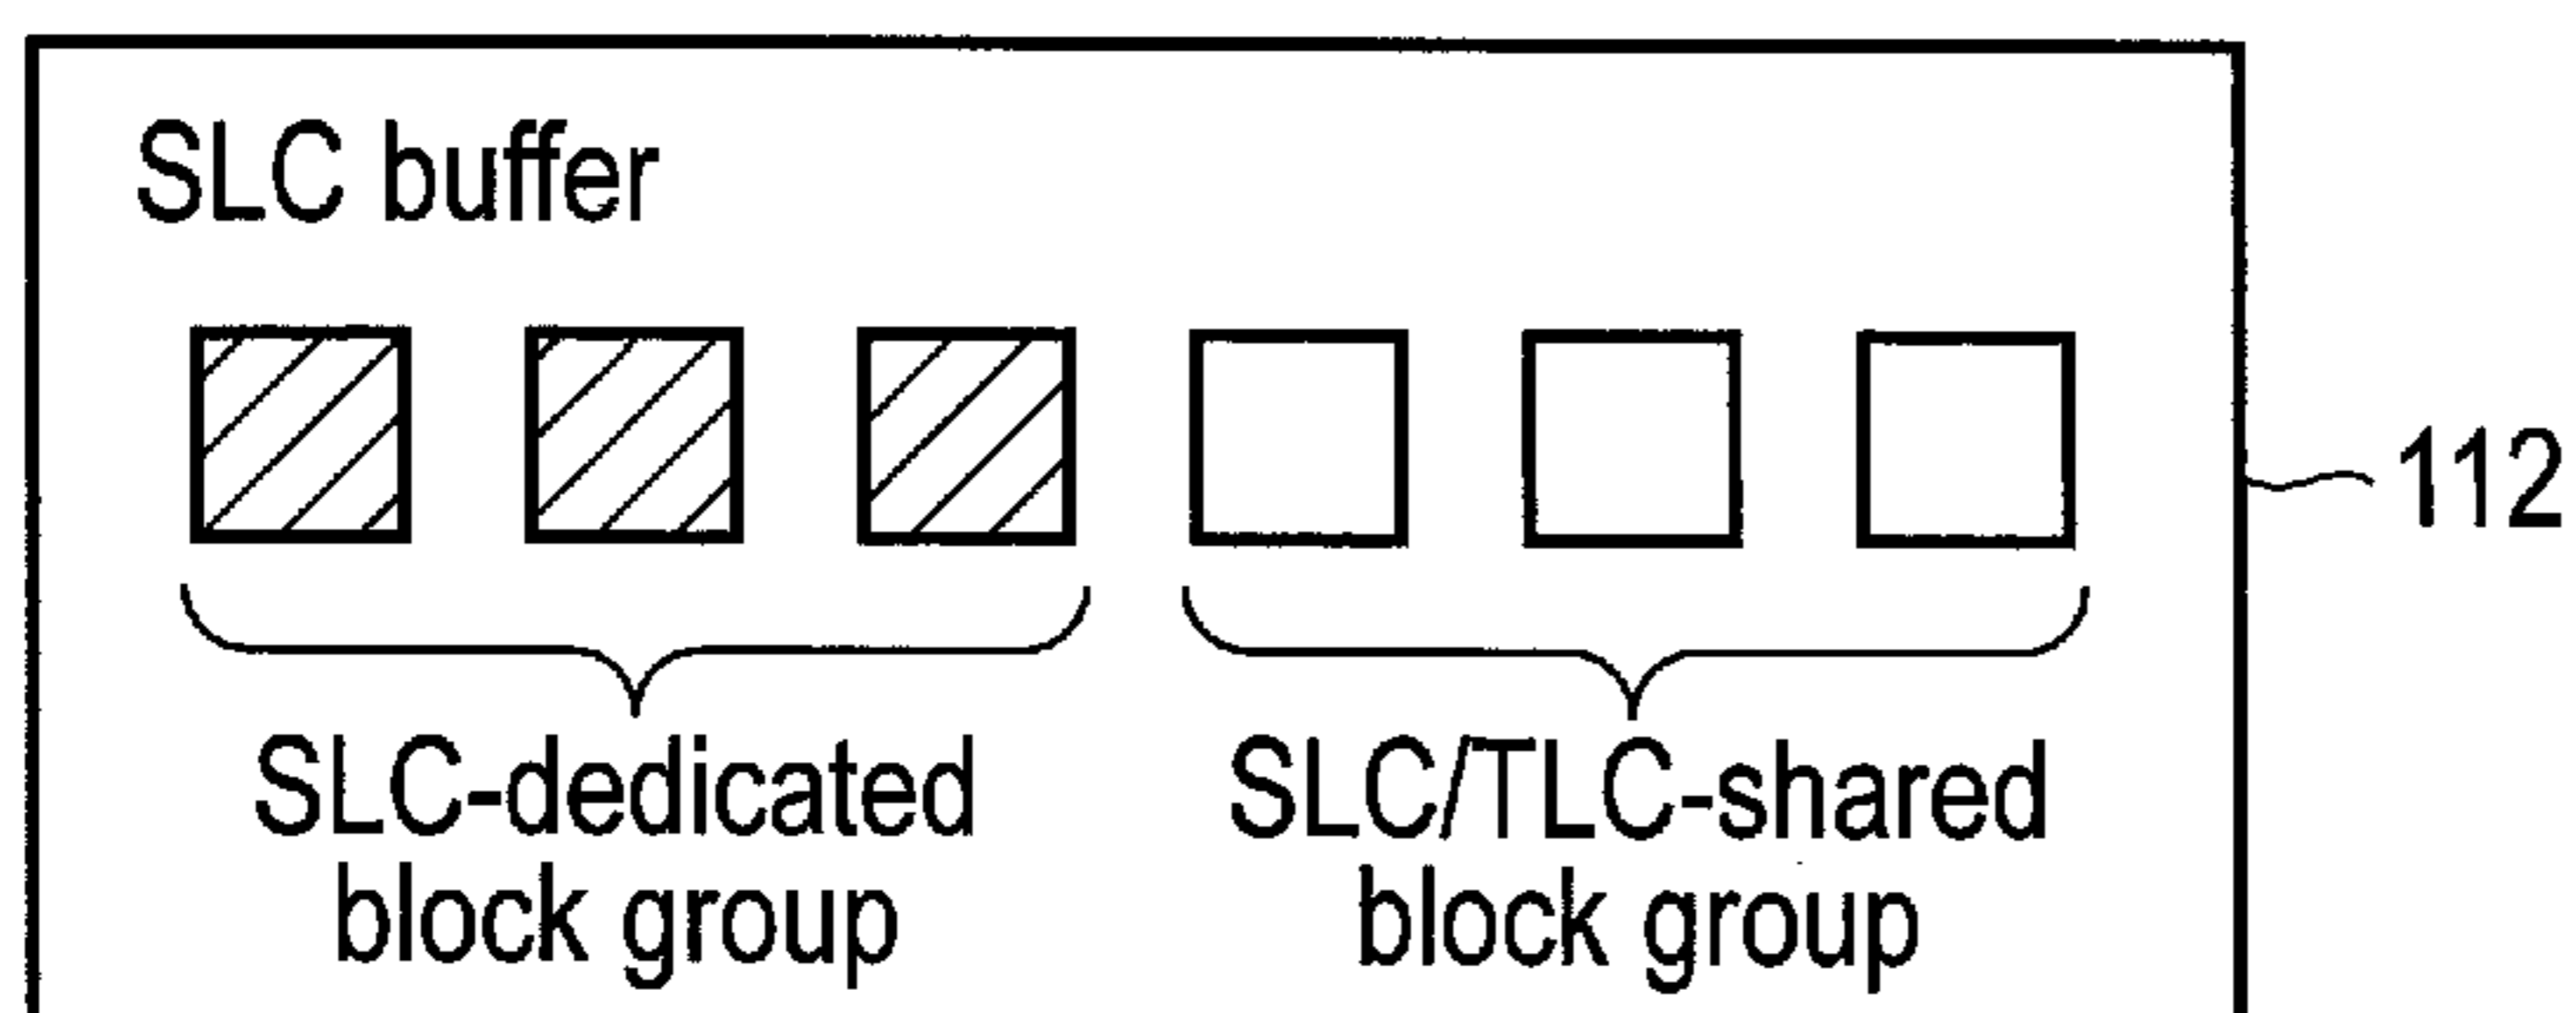 SLC buffer
112
SLC-dedicated
block group
SLC/TLC-shared
block group